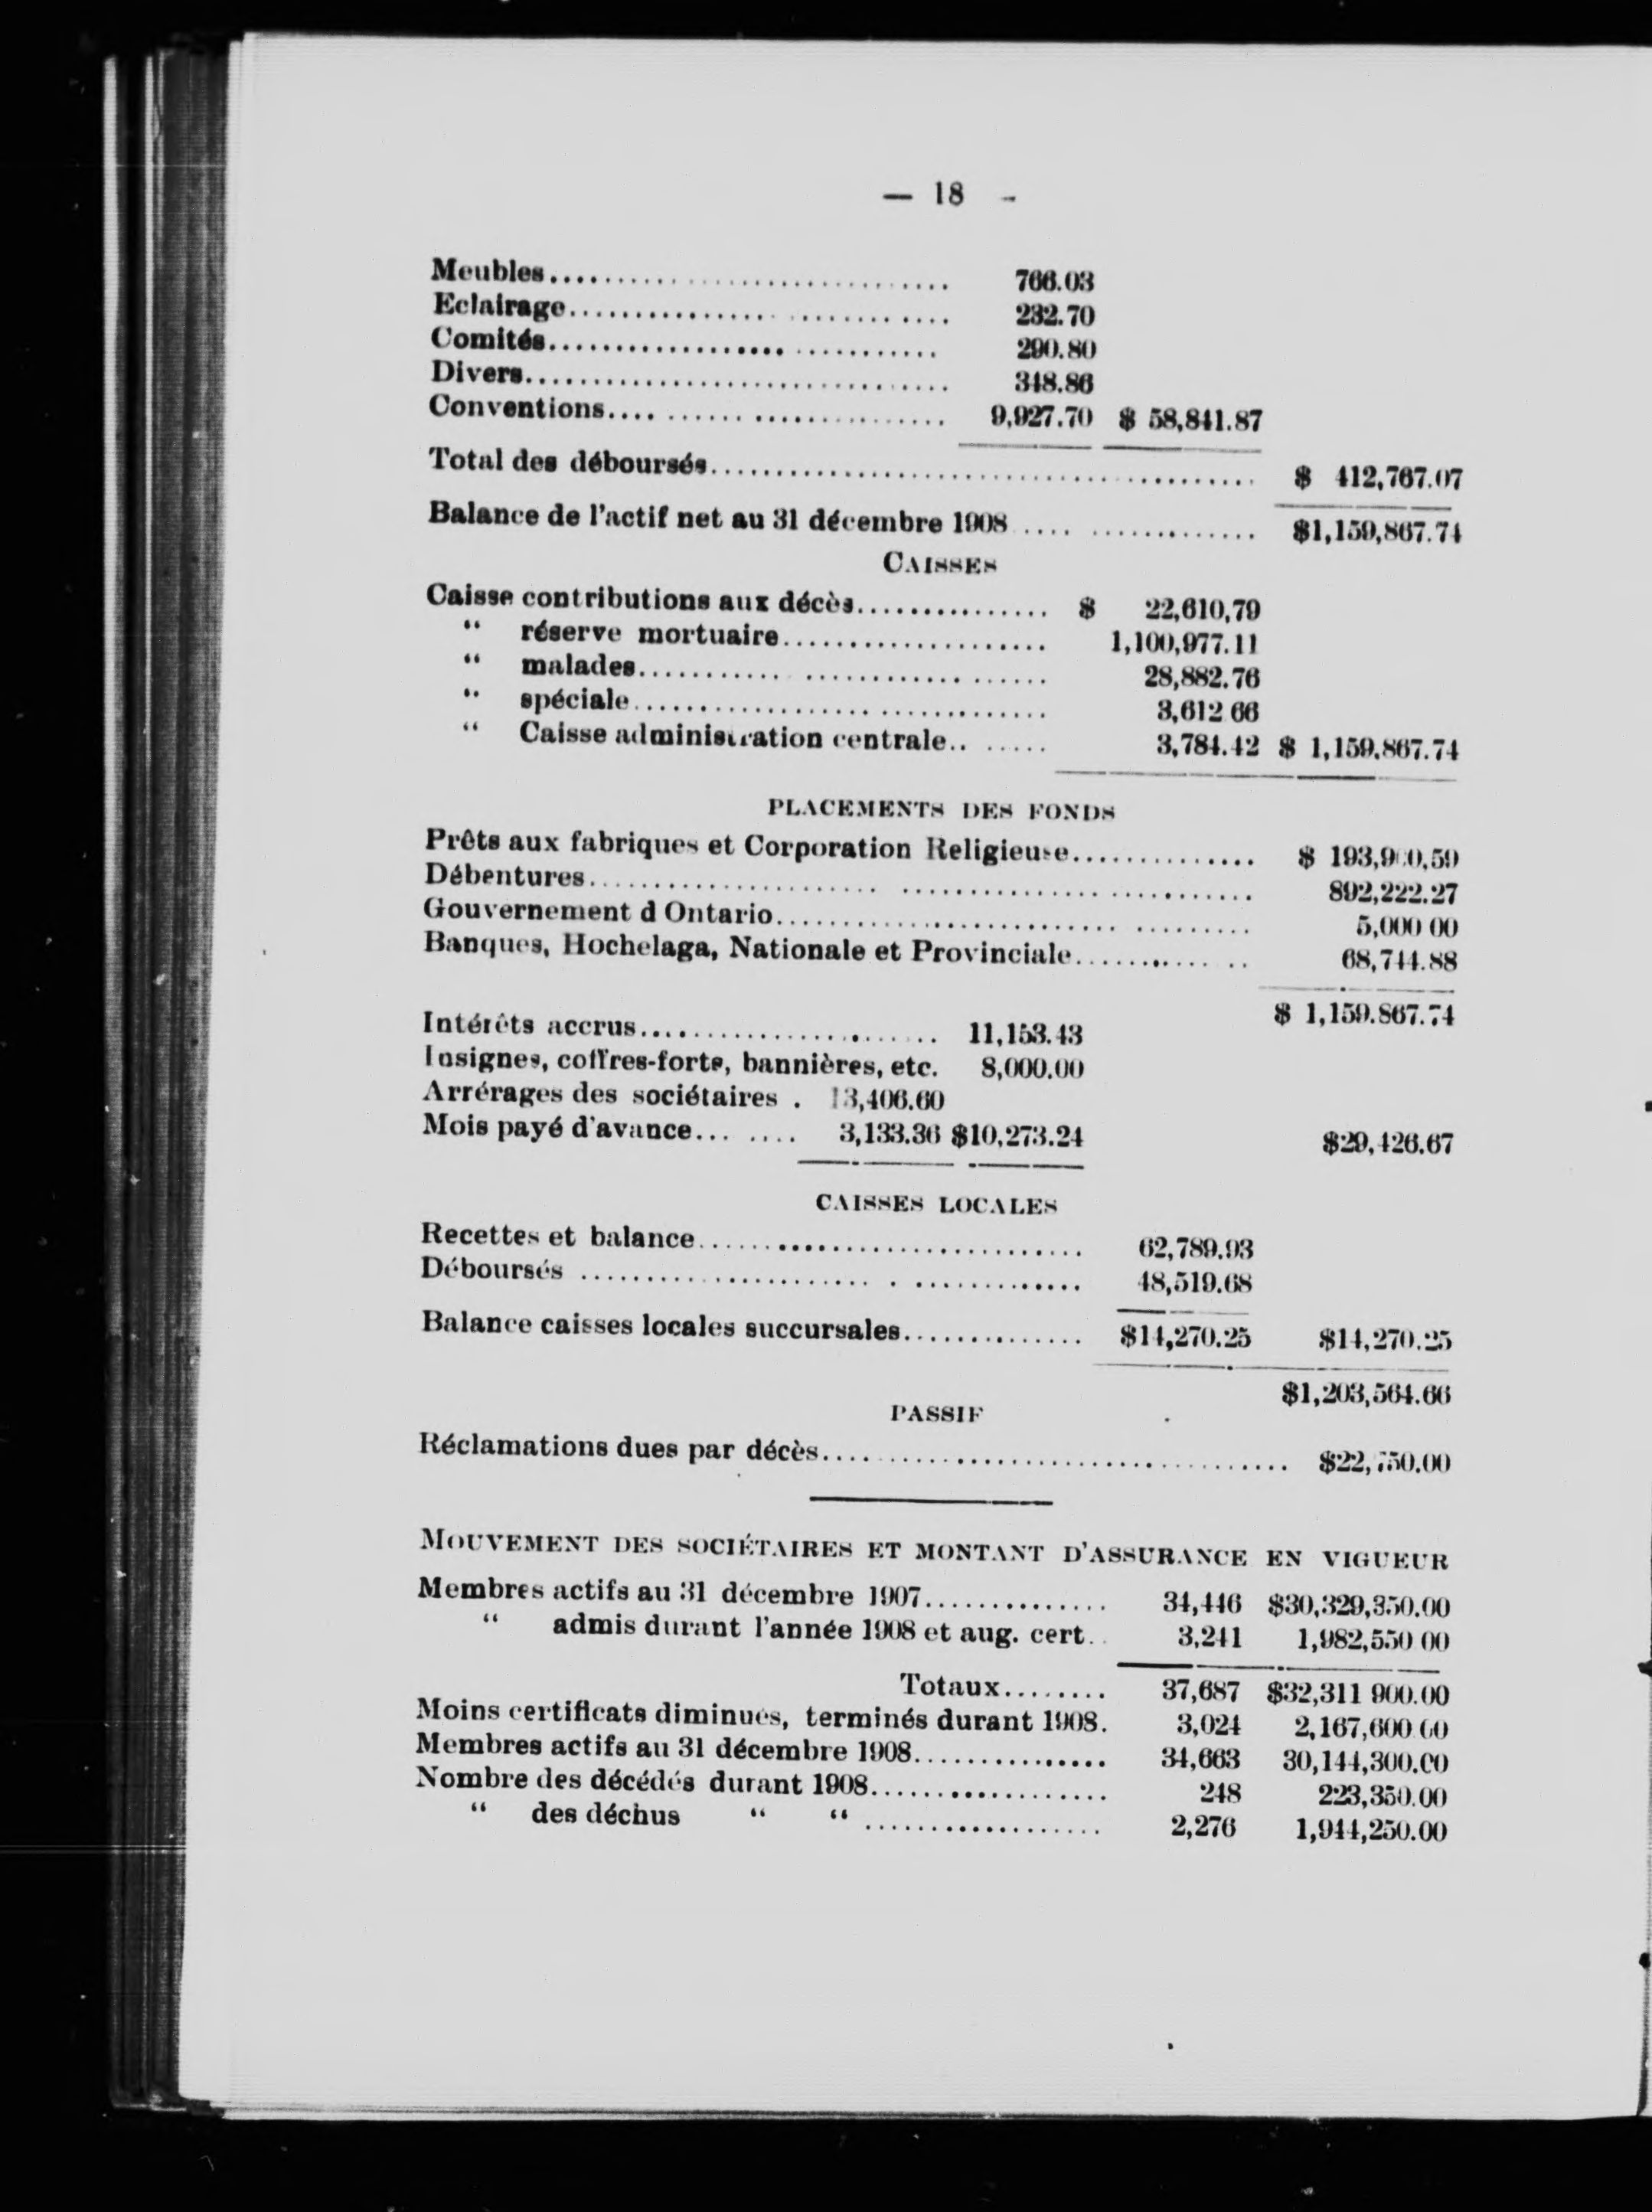 — 18 -
Meubles.................................. 766.03
Eclairage................................ 232.70
Comités.................................. 290.80
Divers................................... 348.86
Conventions.............................. 9,927.70 $ 58,841.87
Total des déboursés........................................ $ 412,767.07
Balance de l'actif net au 31 décembre 1908 .... ............. $1,159,867.74
CAISSES
Caisse contributions aux décès............... $ 22,610,79
“ réserve mortuaire..................... 1,100,977.11
“ malades............................... 28,882.76
“ spéciale.............................. 3,612 66
“ Caisse administration centrale.. ...... 3,784.42 $ 1,159,867.74
PLACEMENTS DES FONDS
Prêts aux fabriques et Corporation Religieuse.............. $
Débentures................................................ 892,222.27
Gouvernement d Ontario.................................... 5,000 00
Banques, Hochelaga, Nationale et Provinciale............ .. 68,744.88
$ 1,159.867.74
Intérêts accrus........................ 11,153.43
Insignes, coffres-forts, bannières, etc. 8,000.00
Arrérages des sociétaires . 13,406.60
Mois payé d'avance... .... 3,133.36 $10,273.24 $29,426.67
CAISSES LOCALES
Recettes et balance............................... 62,789.93
Déboursés ........................ . ............. 48,519.68
Balance caisses locales succursales.............. $14,270.25 $14,270.25
$1,203,564.66
PASSIF
Réclamations dues par décès.................................... $22,750.00
MOUVEMENT DES SOCIÉTAIRES ET MONTANT D'ASSURANCE EN VIGUEUR
Membres actifs au 31 décembre 1907............... 34,446 $30,329,350.00
“ admis durant l'année 1908 et aug. cert.. 3,241 1,982,550 00
Totaux........ 37,687 $32,311 900.00
Moins certificats diminués, terminés durant 1908. 3,024 2,167,600.00
Membres actifs au 31 décembre 1908............... 34,663 30,144,300.00
Nombre des décédés durant 1908................... 248 223,350.00
“ des déchus “ “ ................... 2,276 1,944,250.00